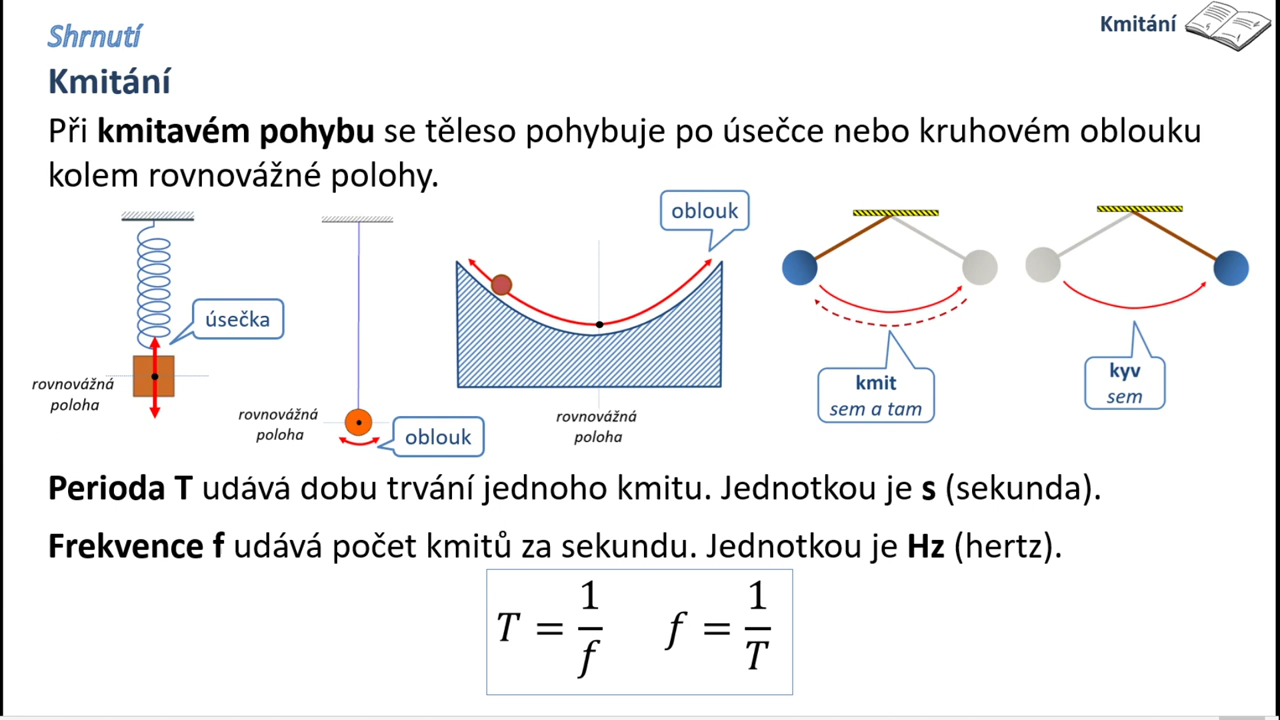 Shrnutí
Kmitání
Kmitání
Při kmitavém pohybu se těleso pohybuje po úsečce nebo kruhovém oblouku
kolem rovnovážné polohy.
úsečka
rovnovážná
poloha
rovnovážná
poloha
oblouk
oblouk
rovnovážná
poloha
kmit
sem a tam
kyv
sem
Perioda T udává dobu trvání jednoho kmitu. Jednotkou je s (sekunda).
Frekvence f udává počet kmitů za sekundu. Jednotkou je Hz (hertz).
T = 1/f f = 1/T